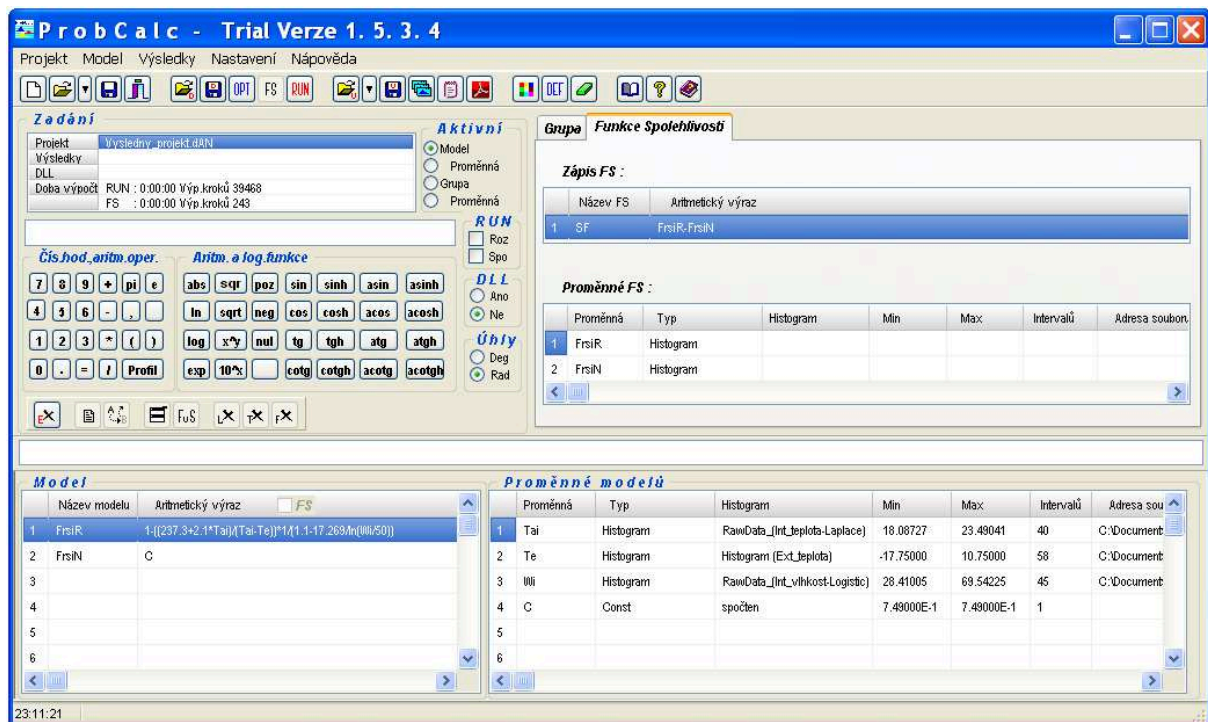 ProbCalc - Trial Verze 1. 5. 3. 4
Projekt Model Výsledky Nastavení Nápověda
OPT FS RUN DEF
Zadání
Projekt Vysledny_projekt.dAN
Výsledky
DLL
Doba výpočt RUN : 0:00:00 Výp.kroků 39468
FS : 0:00:00 Výp.kroků 243
Aktivní
Model
Proměnná
Grupa
Proměnná
RUN
Roz
Spo
DLL
Ano
Ne
Úhly
Deg
Rad
Čís.hod.,aritm.oper.
7 8 9 + pi e
4 5 6 - ,
1 2 3 * ( )
0 . = / Profil
Aritm. a log.funkce
abs sqr poz sin sinh asin asinh
ln sqrt neg cos cosh acos acosh
log x^y nul tg tgh atg atgh
exp 10^x cotg cotgh acotg acotgh
FuS
Grupa Funkce Spolehlivosti
Zápis FS :
Název FS Aritmetický výraz
1 SF FrsiR-FrsiN
Proměnné FS :
Proměnná Typ Histogram Min Max Intervalů Adresa soubor
1 FrsiR Histogram
2 FrsiN Histogram
Model
Název modelu Aritmetický výraz FS
1 FrsiR 1-((237.3+2.1*Tai)/(Tai-Te))*1/(1.1-17.269/ln(Wi/50))
2 FrsiN C
3
4
5
6
Proměnné modelů
Proměnná Typ Histogram Min Max Intervalů Adresa sou
1 Tai Histogram RawData_(Int_teplota-Laplace) 18.08727 23.49041 40 C:\Document
2 Te Histogram Histogram (Ext_teplota) -17.75000 10.75000 58 C:\Document
3 Wi Histogram RawData_(Int_vlhkost-Logistic) 28.41005 69.54225 45 C:\Document
4 C Const spočten 7.49000E-1 7.49000E-1 1
5
6
23:11:21